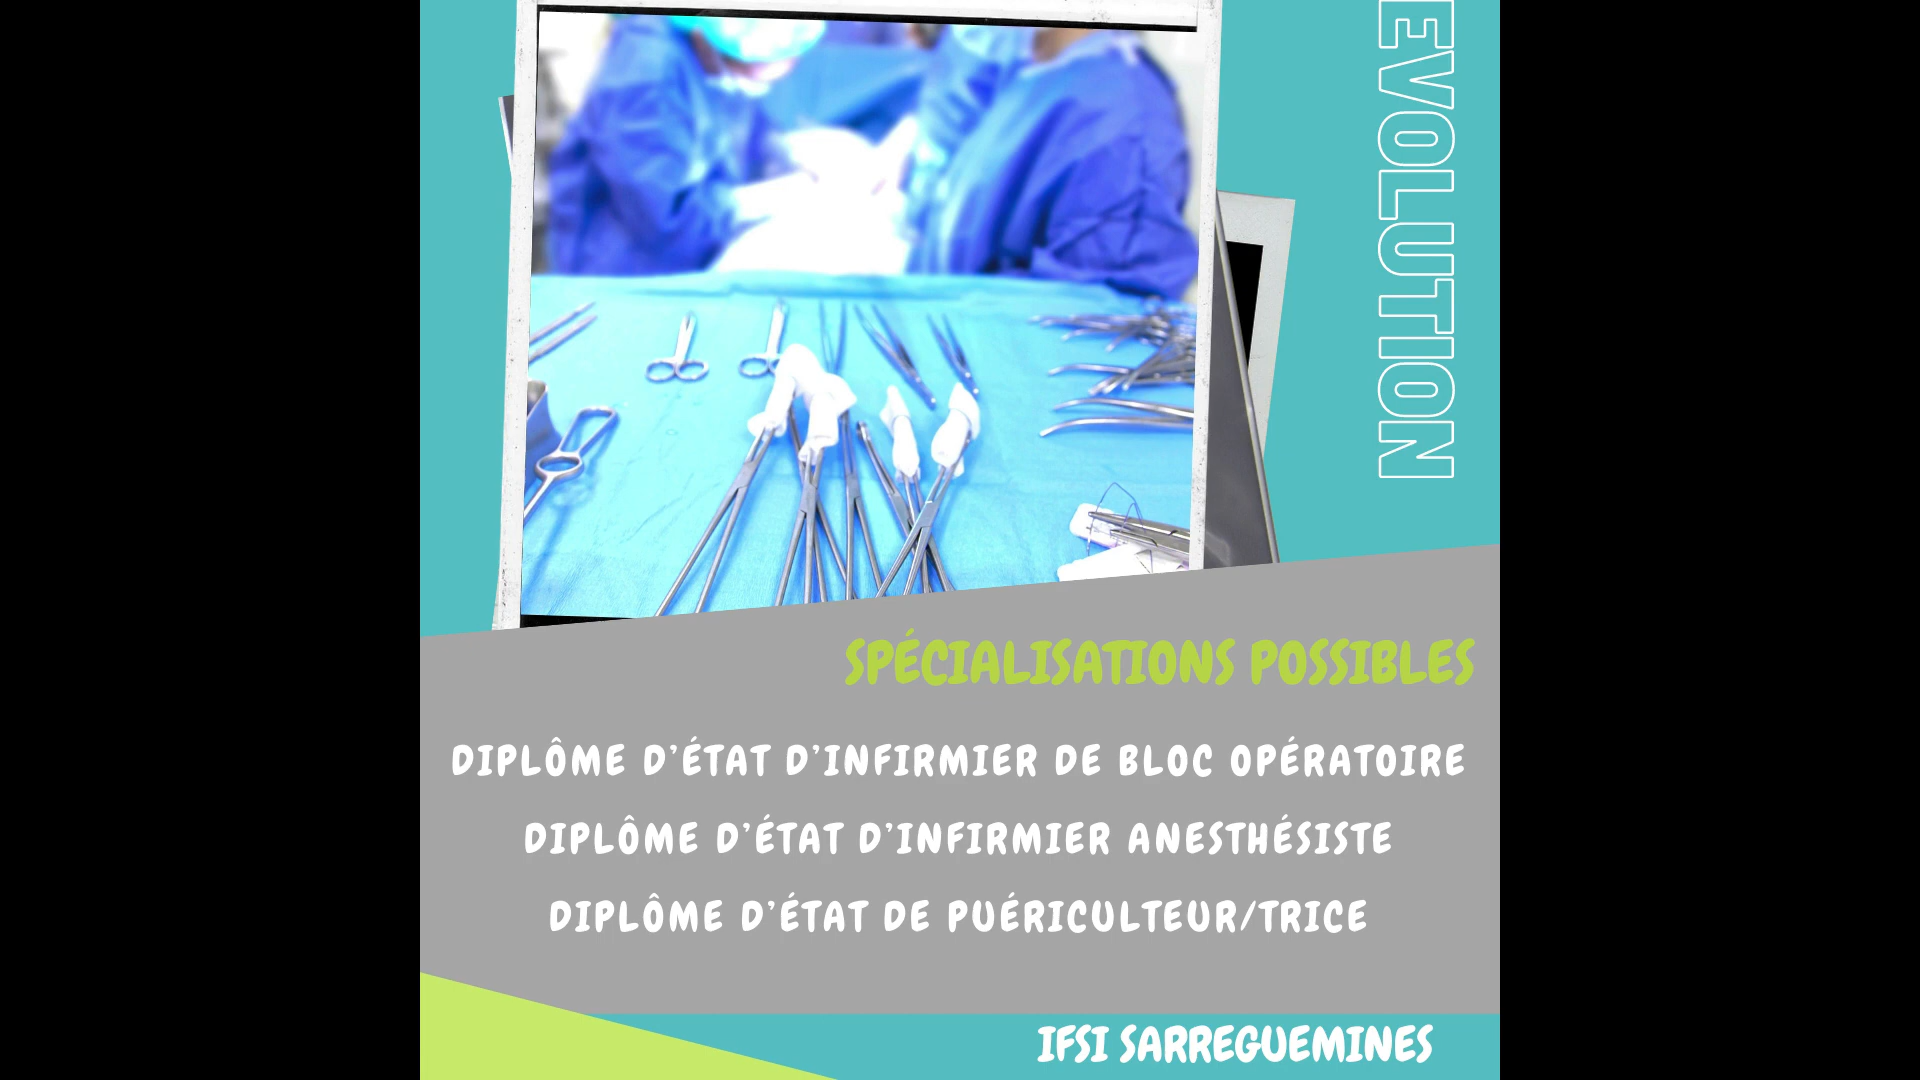 EVOLUTION
SPÉCIALISATIONS POSSIBLES
DIPLÔME D'ÉTAT D'INFIRMIER DE BLOC OPÉRATOIRE
DIPLÔME D'ÉTAT D'INFIRMIER ANESTHÉSISTE
DIPLÔME D'ÉTAT DE PUÉRICULTEUR/TRICE
IFSI SARREGUEMINES